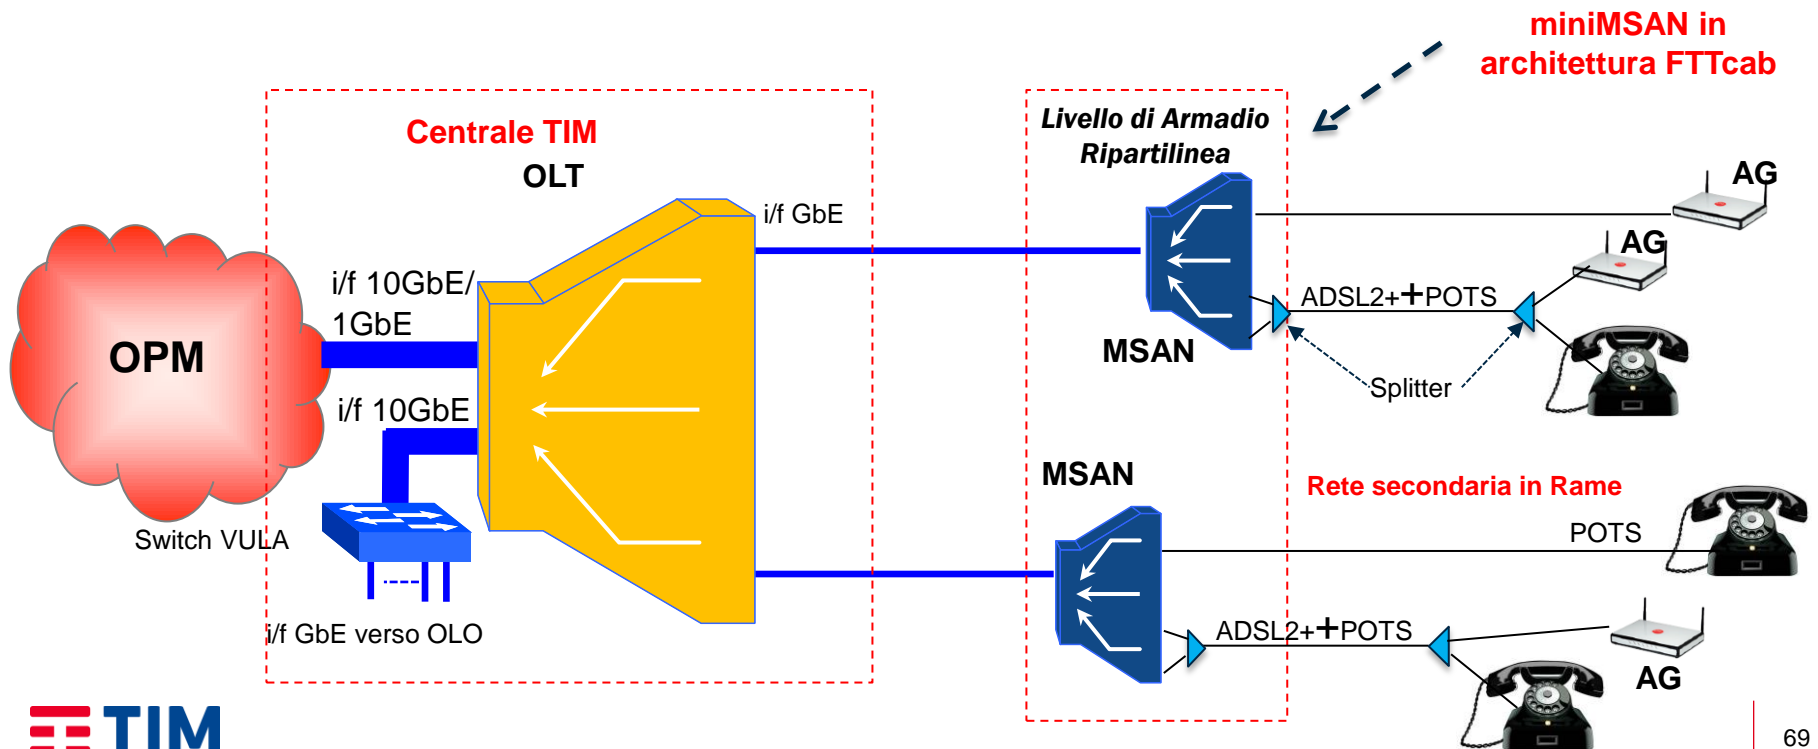 miniMSAN in
architettura FTTcab
Centrale TIM
OLT
Livello di Armadio
Ripartilinea
i/f GbE
AG
AG
i/f 10GbE/
1GbE
OPM
ADSL2++POTS
MSAN
Splitter
i/f 10GbE
MSAN
Rete secondaria in Rame
POTS
Switch VULA
i/f GbE verso OLO
ADSL2++POTS
AG
TIM
69